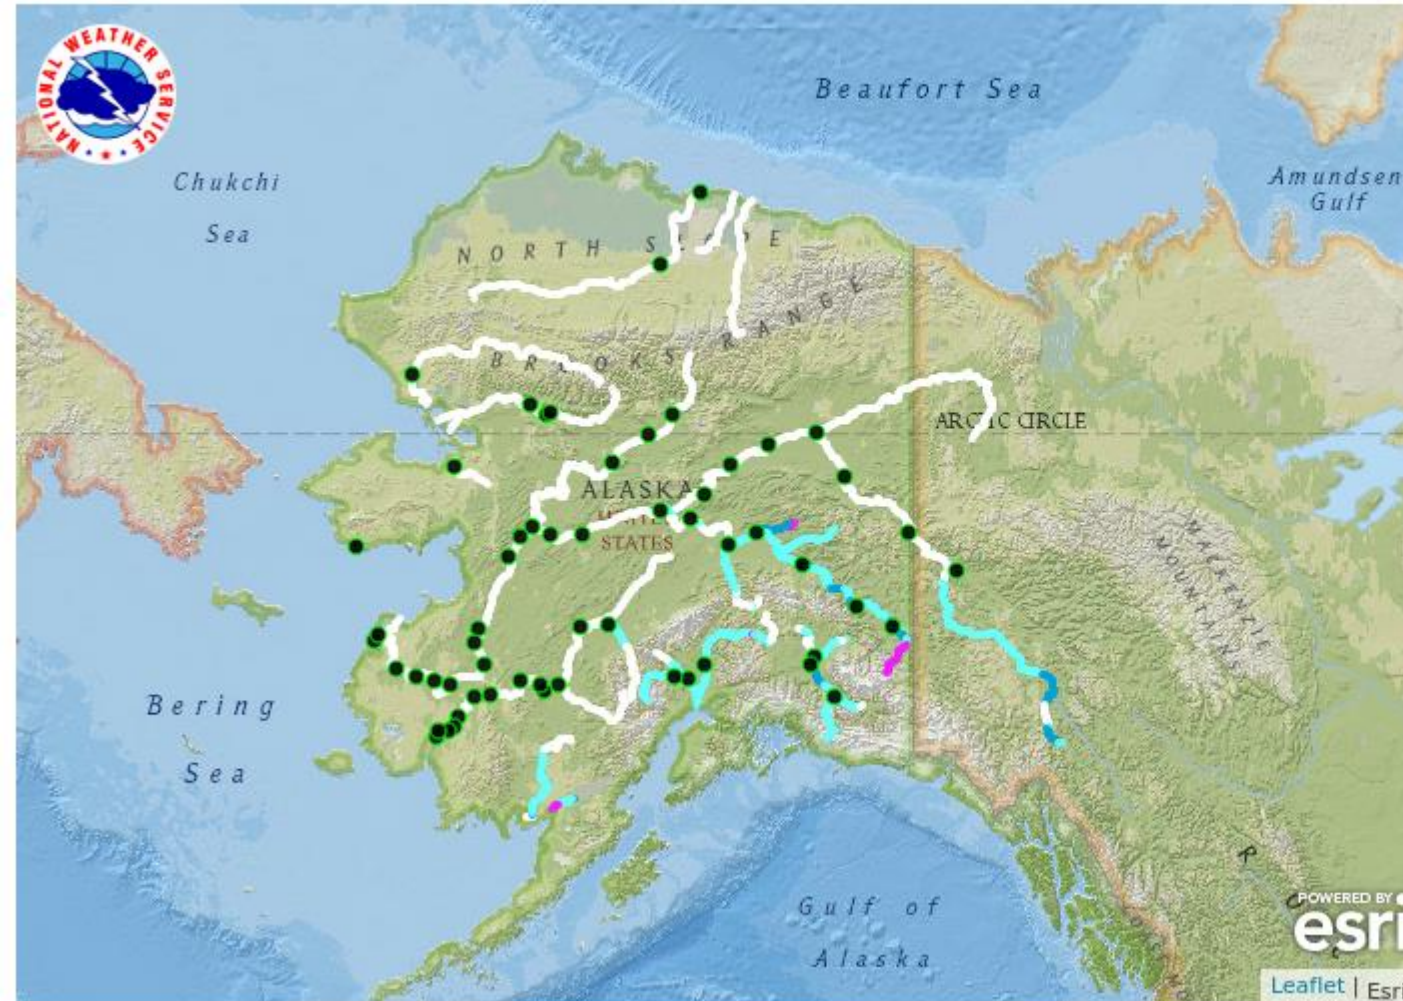 NATIONAL WEATHER SERVICE
Beaufort Sea
Chukchi
Sea
Amundsen
Gulf
NORTH
BROOKS RANGE
ARCTIC CIRCLE
ALASKA
STATES
MACKENZIE
MOUNTAINS
Bering
Sea
Gulf of
Alaska
R
POWERED BY
esri
Leaflet | Esri